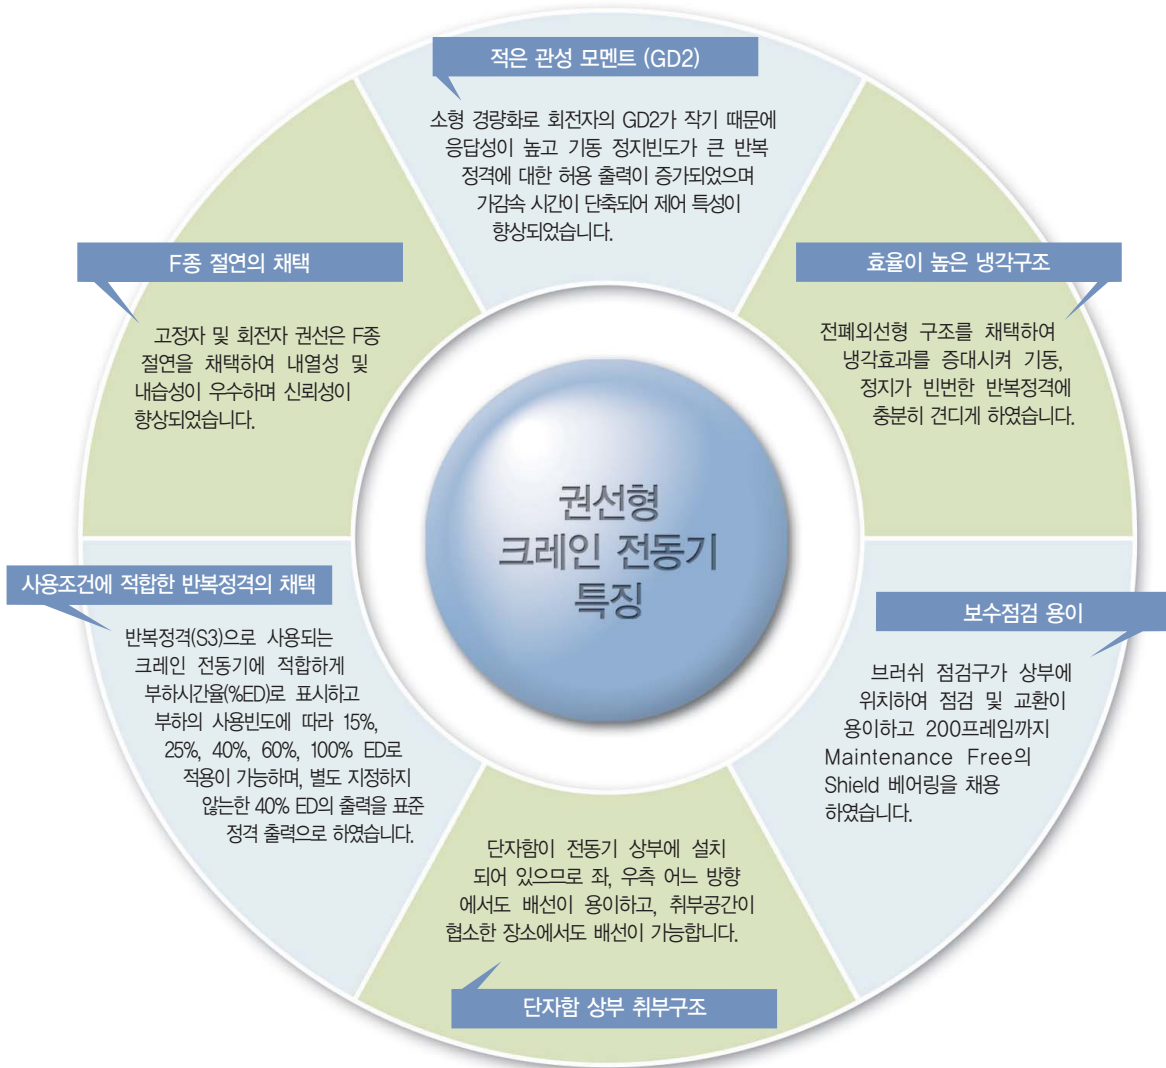 적은 관성 모멘트 (GD2)
소형 경량화로 회전자의 GD2가 작기 때문에
응답성이 높고 기동 정지빈도가 큰 반복
정격에 대한 허용 출력이 증가되었으며
가감속 시간이 단축되어 제어 특성이
향상되었습니다.
F종 절연의 채택
고정자 및 회전자 권선은 F종
절연을 채택하여 내열성 및
내습성이 우수하며 신뢰성이
향상되었습니다.
효율이 높은 냉각구조
전폐외선형 구조를 채택하여
냉각효과를 증대시켜 기동,
정지가 빈번한 반복정격에
충분히 견디게 하였습니다.
권선형
크레인 전동기
특징
사용조건에 적합한 반복정격의 채택
반복정격(S3)으로 사용되는
크레인 전동기에 적합하게
부하시간율(%ED)로 표시하고
부하의 사용빈도에 따라 15%,
25%, 40%, 60%, 100% ED로
적용이 가능하며, 별도 지정하지
않는한 40% ED의 출력을 표준
정격 출력으로 하였습니다.
보수점검 용이
브러쉬 점검구가 상부에
위치하여 점검 및 교환이
용이하고 200프레임까지
Maintenance Free의
Shield 베어링을 채용
하였습니다.
단자함이 전동기 상부에 설치
되어 있으므로 좌, 우측 어느 방향
에서도 배선이 용이하고, 취부공간이
협소한 장소에서도 배선이 가능합니다.
단자함 상부 취부구조